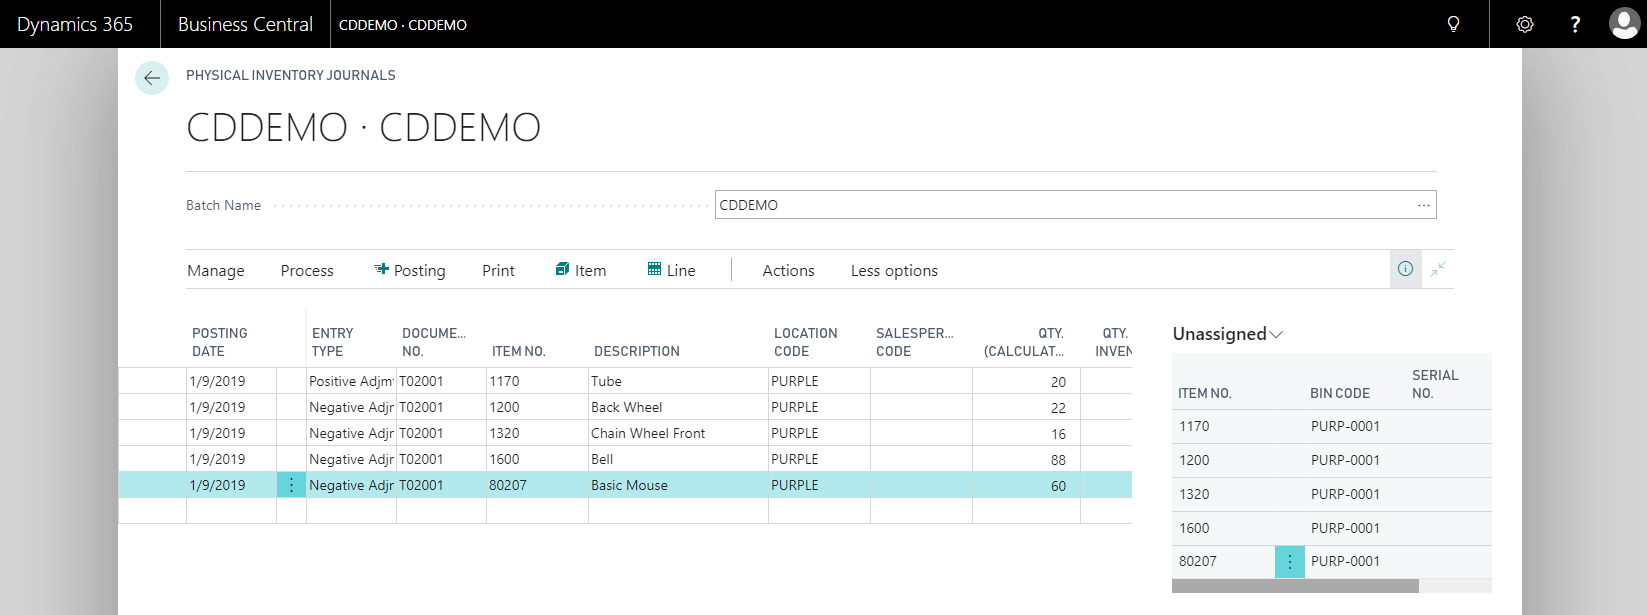 Dynamics 365 Business Central CDDEMO · CDDEMO ?
PHYSICAL INVENTORY JOURNALS
CDDEMO · CDDEMO
Batch Name CDDEMO ...
Manage Process Posting Print Item Line Actions Less options
POSTING DATE ENTRY TYPE DOCUME... NO. ITEM NO. DESCRIPTION LOCATION CODE SALESPER... CODE QTY. (CALCULAT... QTY. INVEN
1/9/2019 Positive Adjm T02001 1170 Tube PURPLE 20
1/9/2019 Negative Adjr T02001 1200 Back Wheel PURPLE 22
1/9/2019 Negative Adjr T02001 1320 Chain Wheel Front PURPLE 16
1/9/2019 Negative Adjr T02001 1600 Bell PURPLE 88
1/9/2019 Negative Adjr T02001 80207 Basic Mouse PURPLE 60
Unassigned
ITEM NO. BIN CODE SERIAL NO.
1170 PURP-0001
1200 PURP-0001
1320 PURP-0001
1600 PURP-0001
80207 PURP-0001